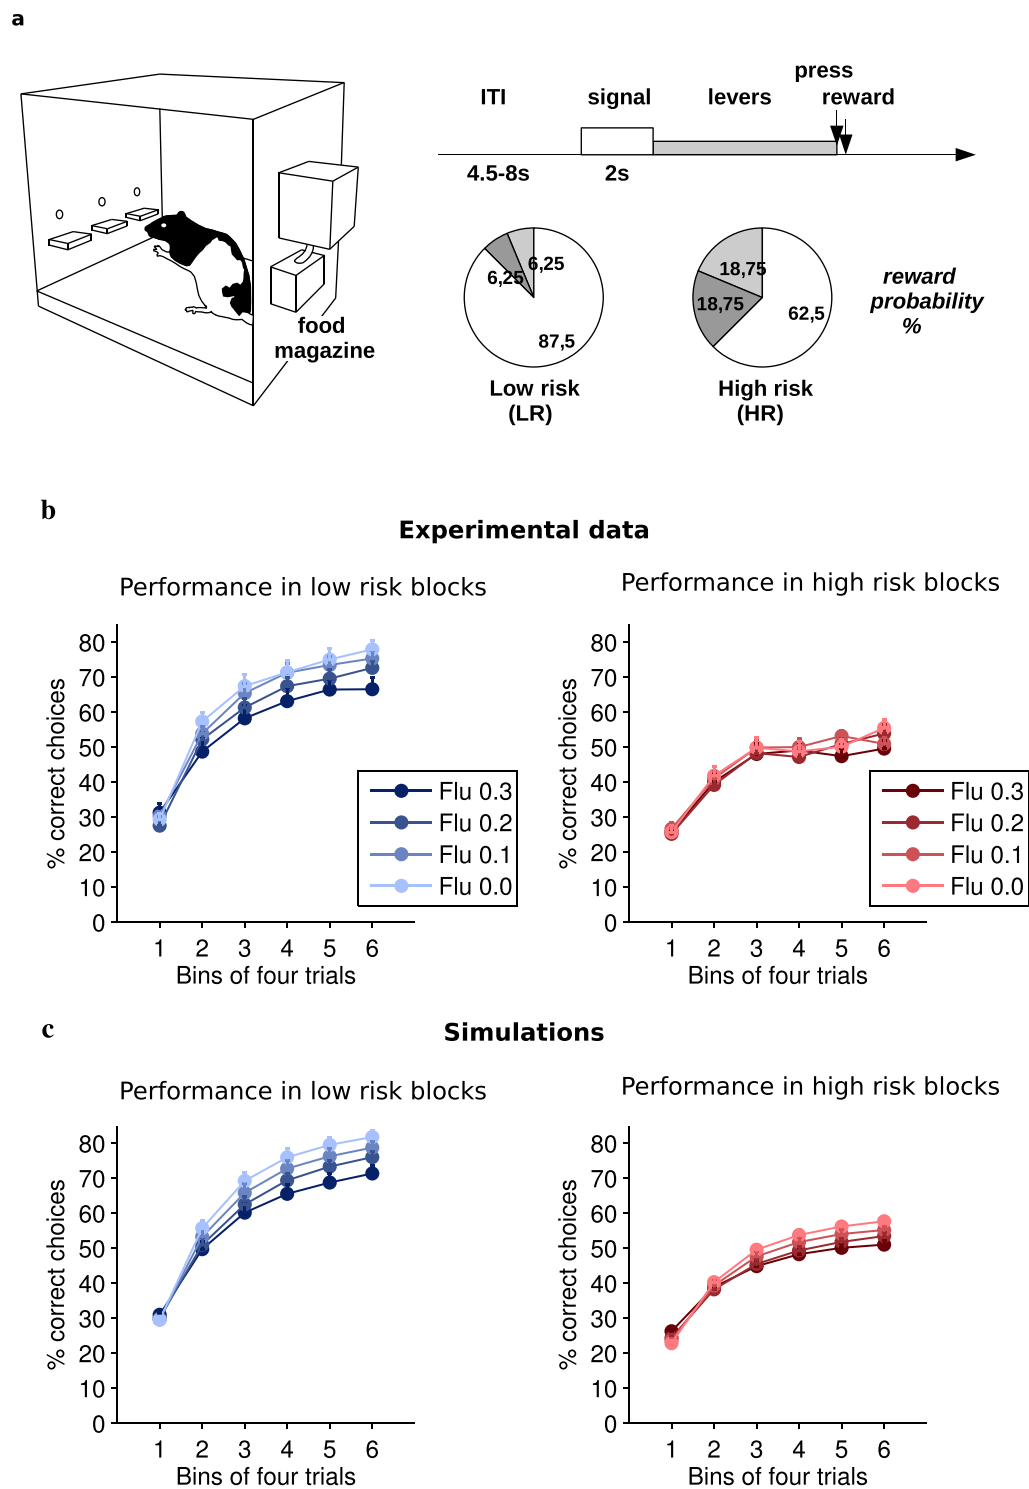 a
press
ITI signal levers reward
4.5-8s 2s
food
magazine
6,25 6,25
87,5
Low risk
(LR)
18,75
18,75
62,5
High risk
(HR)
reward
probability
%
b
Experimental data
Performance in low risk blocks
% correct choices
80
70
60
50
40
30
20
10
0
1 2 3 4 5 6
Bins of four trials
Flu 0.3
Flu 0.2
Flu 0.1
Flu 0.0
Performance in high risk blocks
% correct choices
80
70
60
50
40
30
20
10
0
1 2 3 4 5 6
Bins of four trials
Flu 0.3
Flu 0.2
Flu 0.1
Flu 0.0
c
Simulations
Performance in low risk blocks
% correct choices
80
70
60
50
40
30
20
10
0
1 2 3 4 5 6
Bins of four trials
Performance in high risk blocks
% correct choices
80
70
60
50
40
30
20
10
0
1 2 3 4 5 6
Bins of four trials